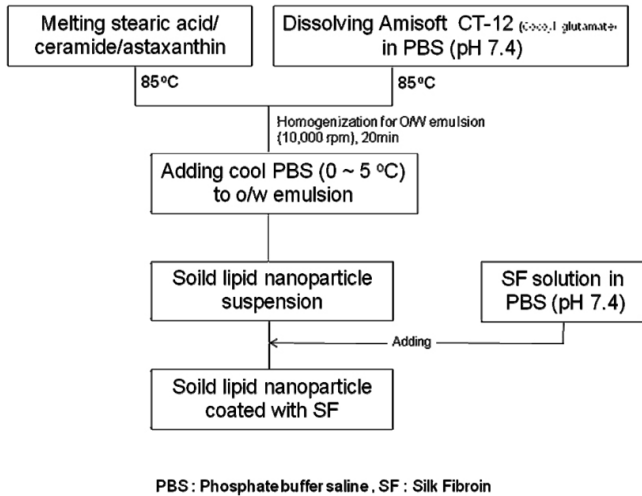 Melting stearic acid/
ceramide/astaxanthin
Dissolving Amisoft CT-12
in PBS (pH 7.4)
85°C
85°C
Homogenization for O/W emulsion
(10,000 rpm), 20min
Adding cool PBS (0 ~ 5 °C)
to o/w emulsion
Soild lipid nanoparticle
suspension
SF solution in
PBS (pH 7.4)
Adding
Soild lipid nanoparticle
coated with SF
PBS : Phosphate buffer saline, SF : Silk Fibroin